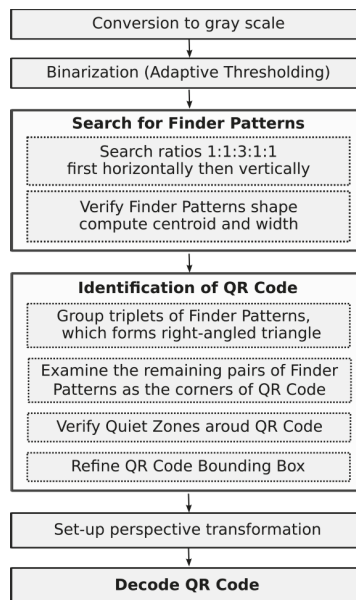 Conversion to gray scale
Binarization (Adaptive Thresholding)
Search for Finder Patterns
Search ratios 1:1:3:1:1
first horizontally then vertically
Verify Finder Patterns shape
compute centroid and width
Identification of QR Code
Group triplets of Finder Patterns,
which forms right-angled triangle
Examine the remaining pairs of Finder
Patterns as the corners of QR Code
Verify Quiet Zones aroud QR Code
Refine QR Code Bounding Box
Set-up perspective transformation
Decode QR Code